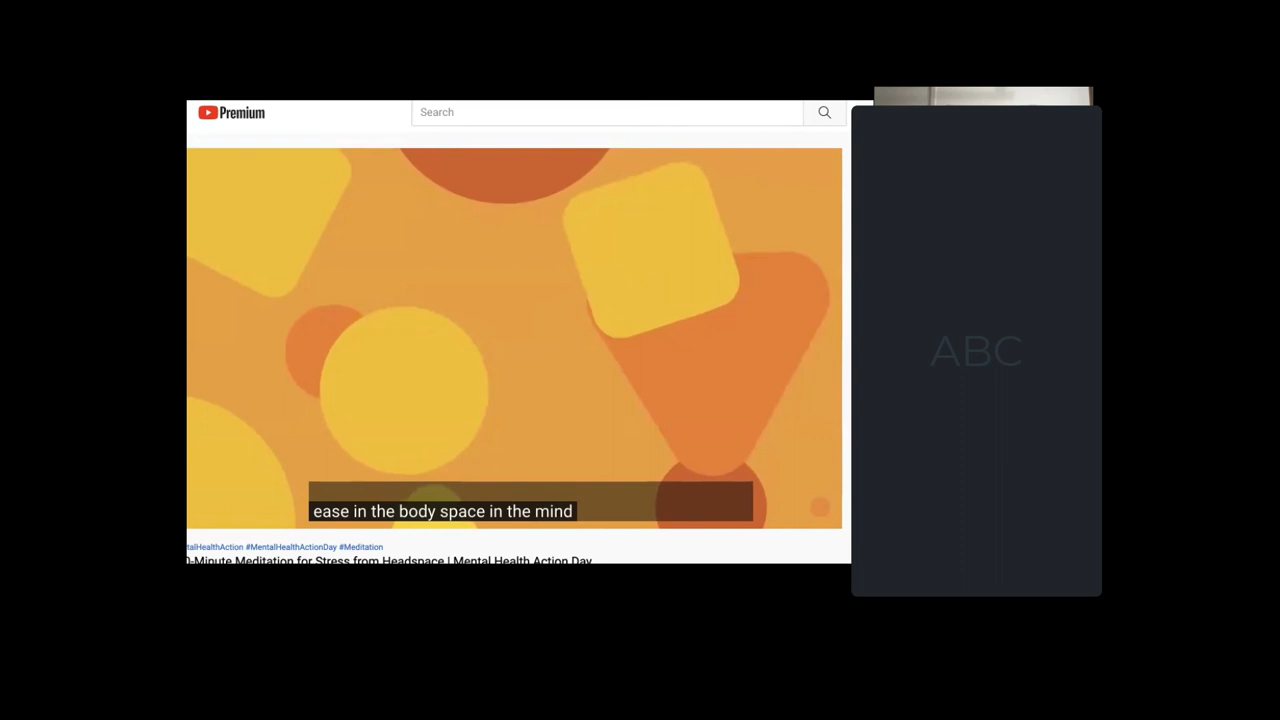 Premium
Search
ABC
ease in the body space in the mind
#MentalHealthActionDay #Meditation
Minute Meditation for Stress from Headspace | Mental Health Action Day